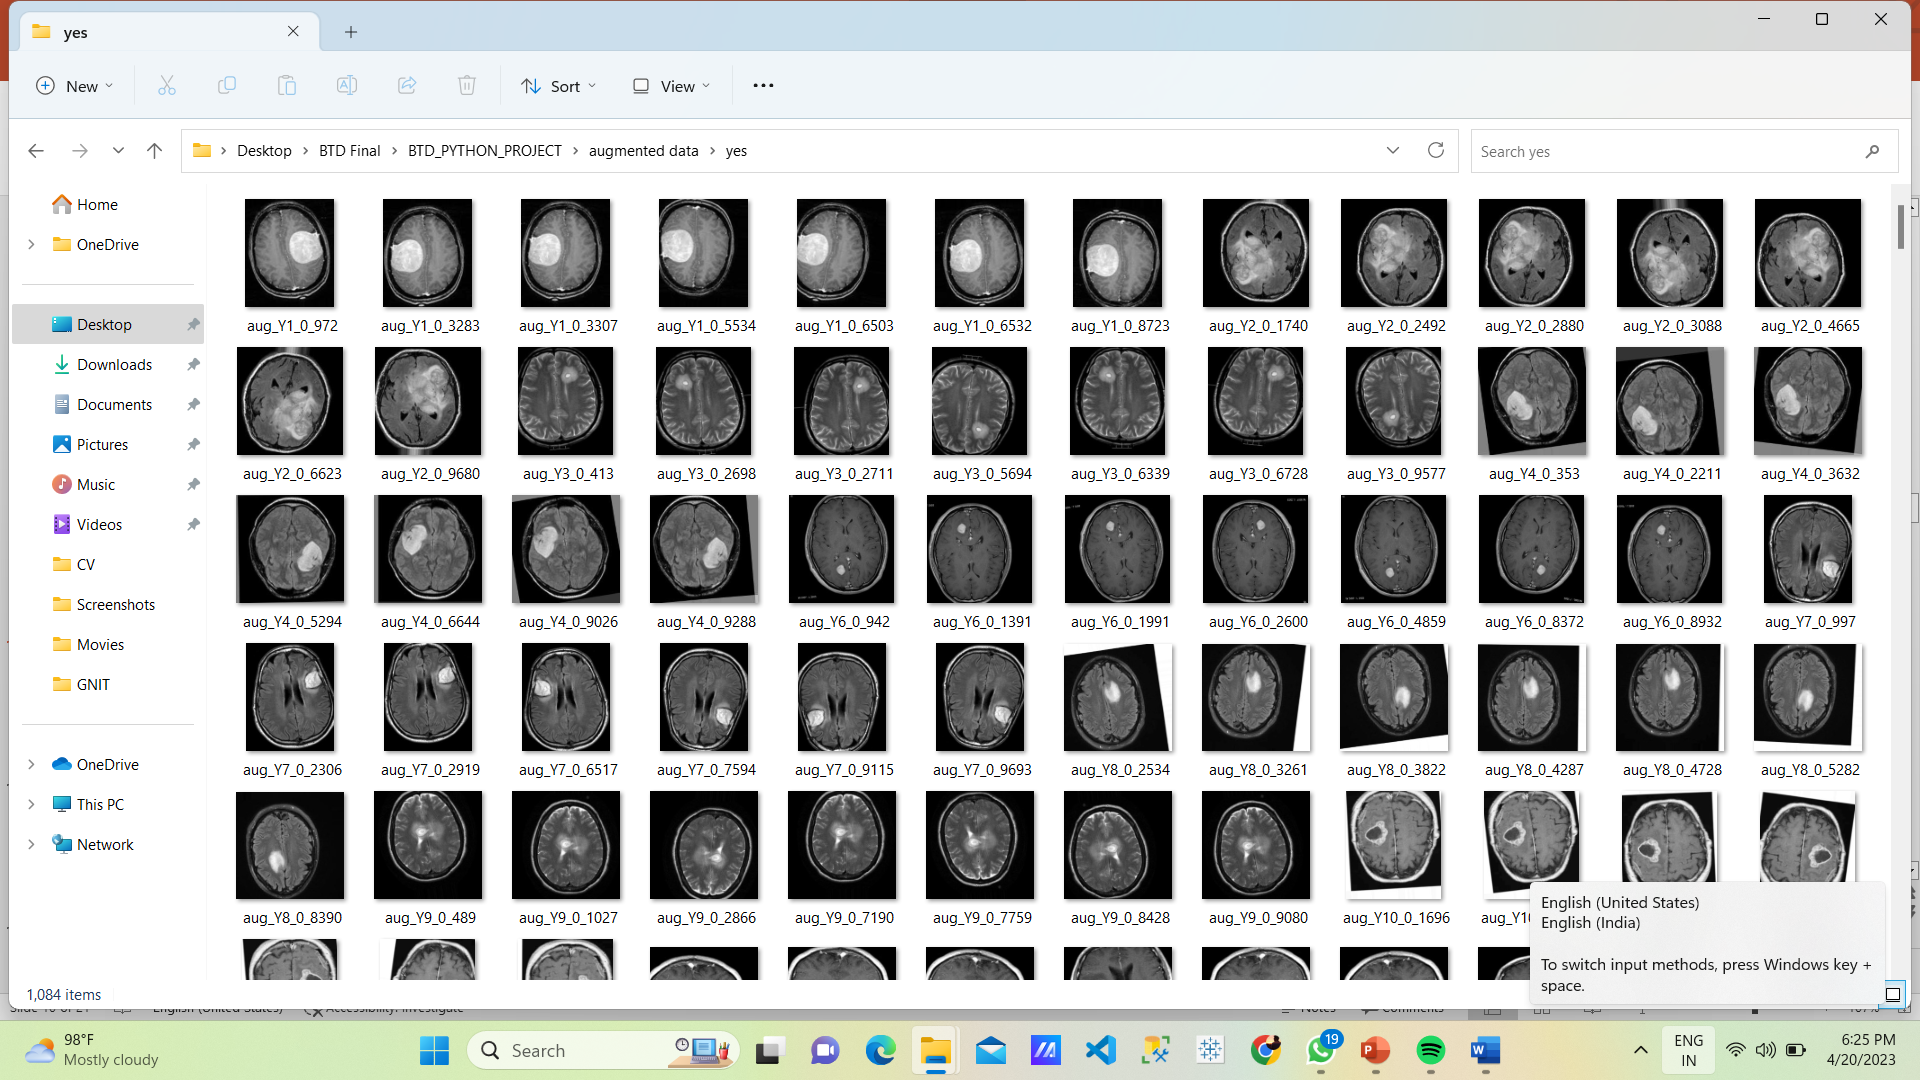 yes
New
Sort
View
Desktop
BTD Final
BTD_PYTHON_PROJECT
augmented data
yes
Search yes
Home
OneDrive
Desktop
Downloads
Documents
Pictures
Music
Videos
CV
Screenshots
Movies
GNIT
OneDrive
This PC
Network
aug_Y1_0_972
aug_Y1_0_3283
aug_Y1_0_3307
aug_Y1_0_5534
aug_Y1_0_6503
aug_Y1_0_6532
aug_Y1_0_8723
aug_Y2_0_1740
aug_Y2_0_2492
aug_Y2_0_2880
aug_Y2_0_3088
aug_Y2_0_4665
aug_Y2_0_6623
aug_Y2_0_9680
aug_Y3_0_413
aug_Y3_0_2698
aug_Y3_0_2711
aug_Y3_0_5694
aug_Y3_0_6339
aug_Y3_0_6728
aug_Y3_0_9577
aug_Y4_0_353
aug_Y4_0_2211
aug_Y4_0_3632
aug_Y4_0_5294
aug_Y4_0_6644
aug_Y4_0_9026
aug_Y4_0_9288
aug_Y6_0_942
aug_Y6_0_1391
aug_Y6_0_1991
aug_Y6_0_2600
aug_Y6_0_4859
aug_Y6_0_8372
aug_Y6_0_8932
aug_Y7_0_997
aug_Y7_0_2306
aug_Y7_0_2919
aug_Y7_0_6517
aug_Y7_0_7594
aug_Y7_0_9115
aug_Y7_0_9693
aug_Y8_0_2534
aug_Y8_0_3261
aug_Y8_0_3822
aug_Y8_0_4287
aug_Y8_0_4728
aug_Y8_0_5282
aug_Y8_0_8390
aug_Y9_0_489
aug_Y9_0_1027
aug_Y9_0_2866
aug_Y9_0_7190
aug_Y9_0_7759
aug_Y9_0_8428
aug_Y9_0_9080
aug_Y10_0_1696
English (United States)
English (India)
To switch input methods, press Windows key +
space.
1,084 items
98°F
Mostly cloudy
Search
19
ENG
IN
6:25 PM
4/20/2023